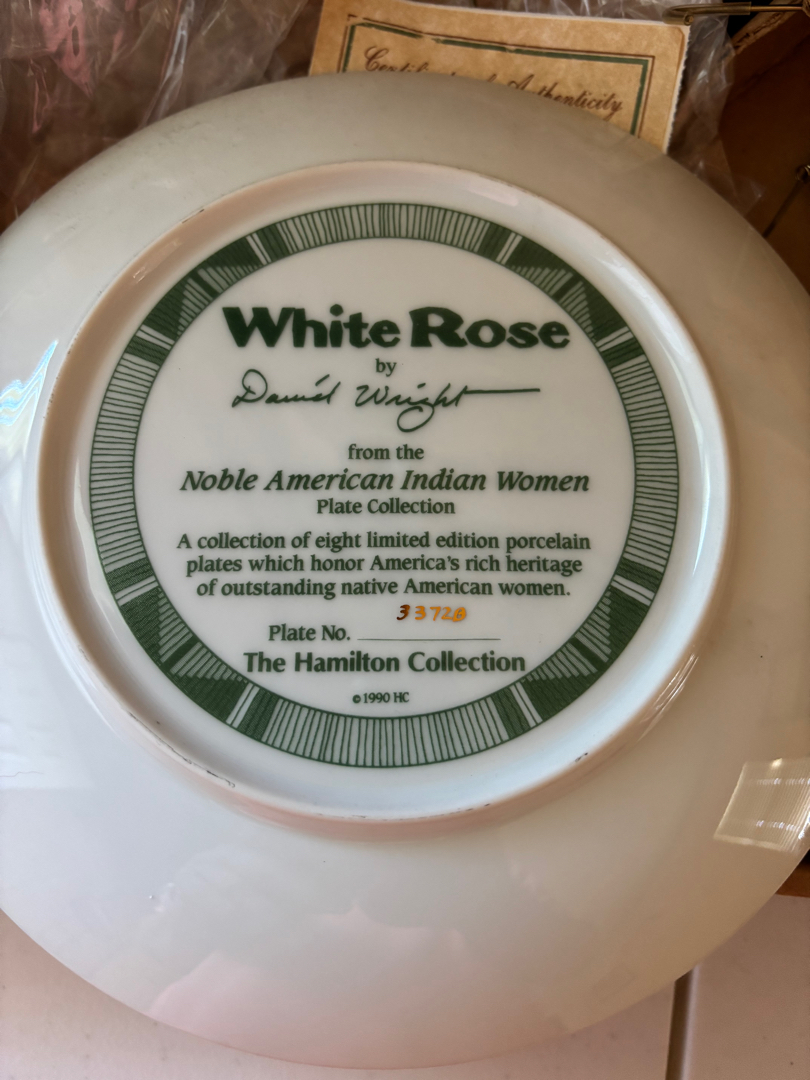 Certificate of Authenticity
White Rose
by
David Wright
from the
Noble American Indian Women
Plate Collection
A collection of eight limited edition porcelain
plates which honor America's rich heritage
of outstanding native American women.
33720
Plate No.
The Hamilton Collection
©1990 HC